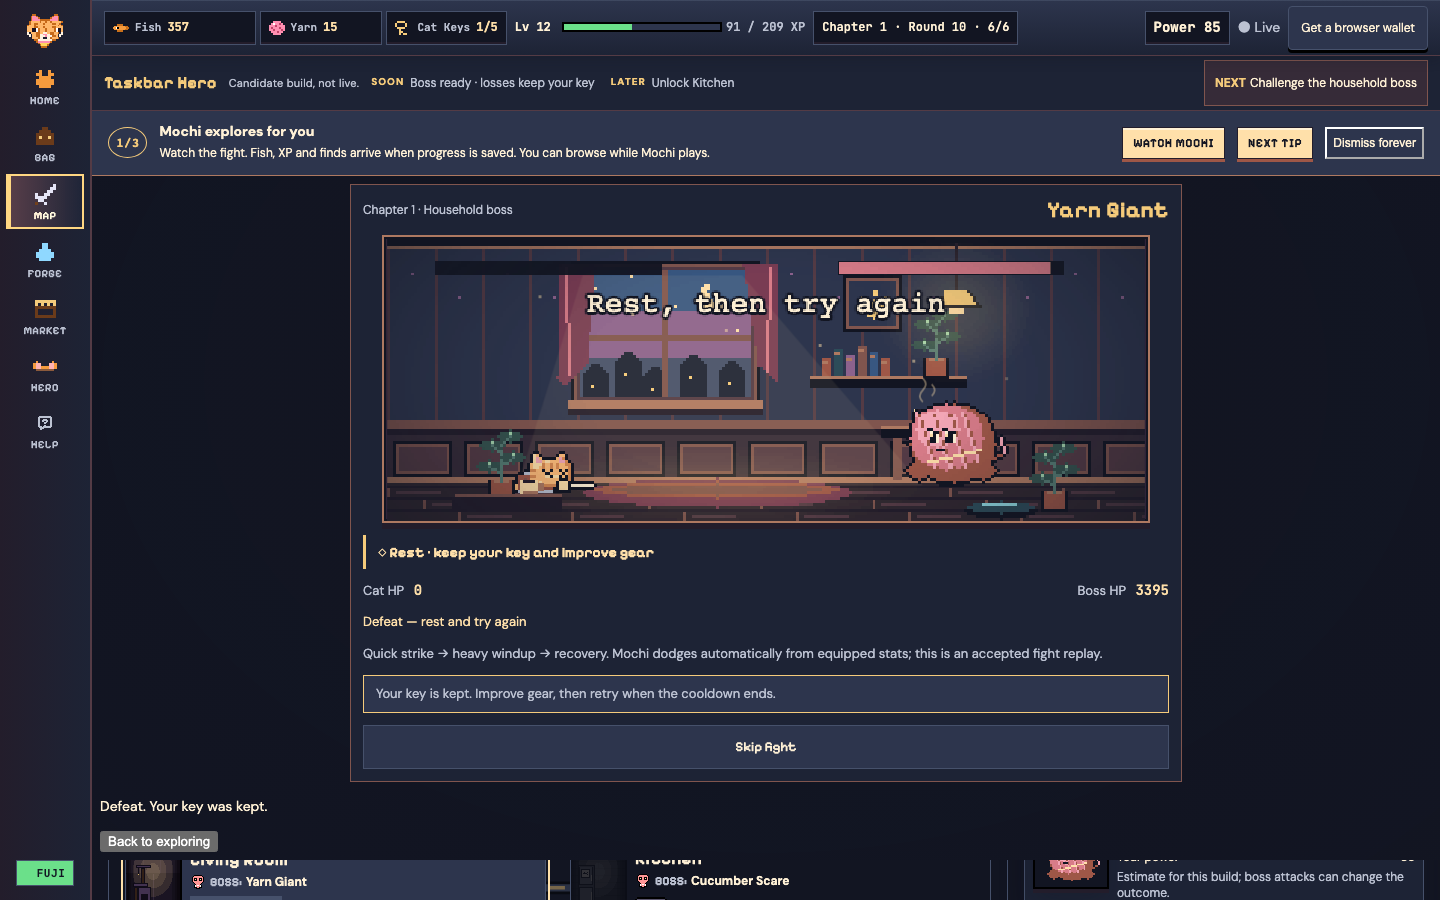 Fish 357
Yarn 15
Cat Keys 1/5
Lv 12
91 / 209 XP
Chapter 1 · Round 10 · 6/6
Power 85
Live
Get a browser wallet
Taskbar Hero
Candidate build, not live.
SOON Boss ready · losses keep your key
LATER Unlock Kitchen
NEXT Challenge the household boss
1/3
Mochi explores for you
Watch the fight. Fish, XP and finds arrive when progress is saved. You can browse while Mochi plays.
WATCH MOCHI
NEXT TIP
Dismiss forever
HOME
BAG
MAP
FORGE
MARKET
HERO
HELP
FUJI
Chapter 1 · Household boss
Yarn Giant
Rest, then try again
◇ Rest · keep your key and improve gear
Cat HP 0
Boss HP 3395
Defeat — rest and try again
Quick strike → heavy windup → recovery. Mochi dodges automatically from equipped stats; this is an accepted fight replay.
Your key is kept. Improve gear, then retry when the cooldown ends.
Skip fight
Defeat. Your key was kept.
Back to exploring
Living Room
BOSS: Yarn Giant
Kitchen
BOSS: Cucumber Scare
Your power
Estimate for this build; boss attacks can change the
outcome.